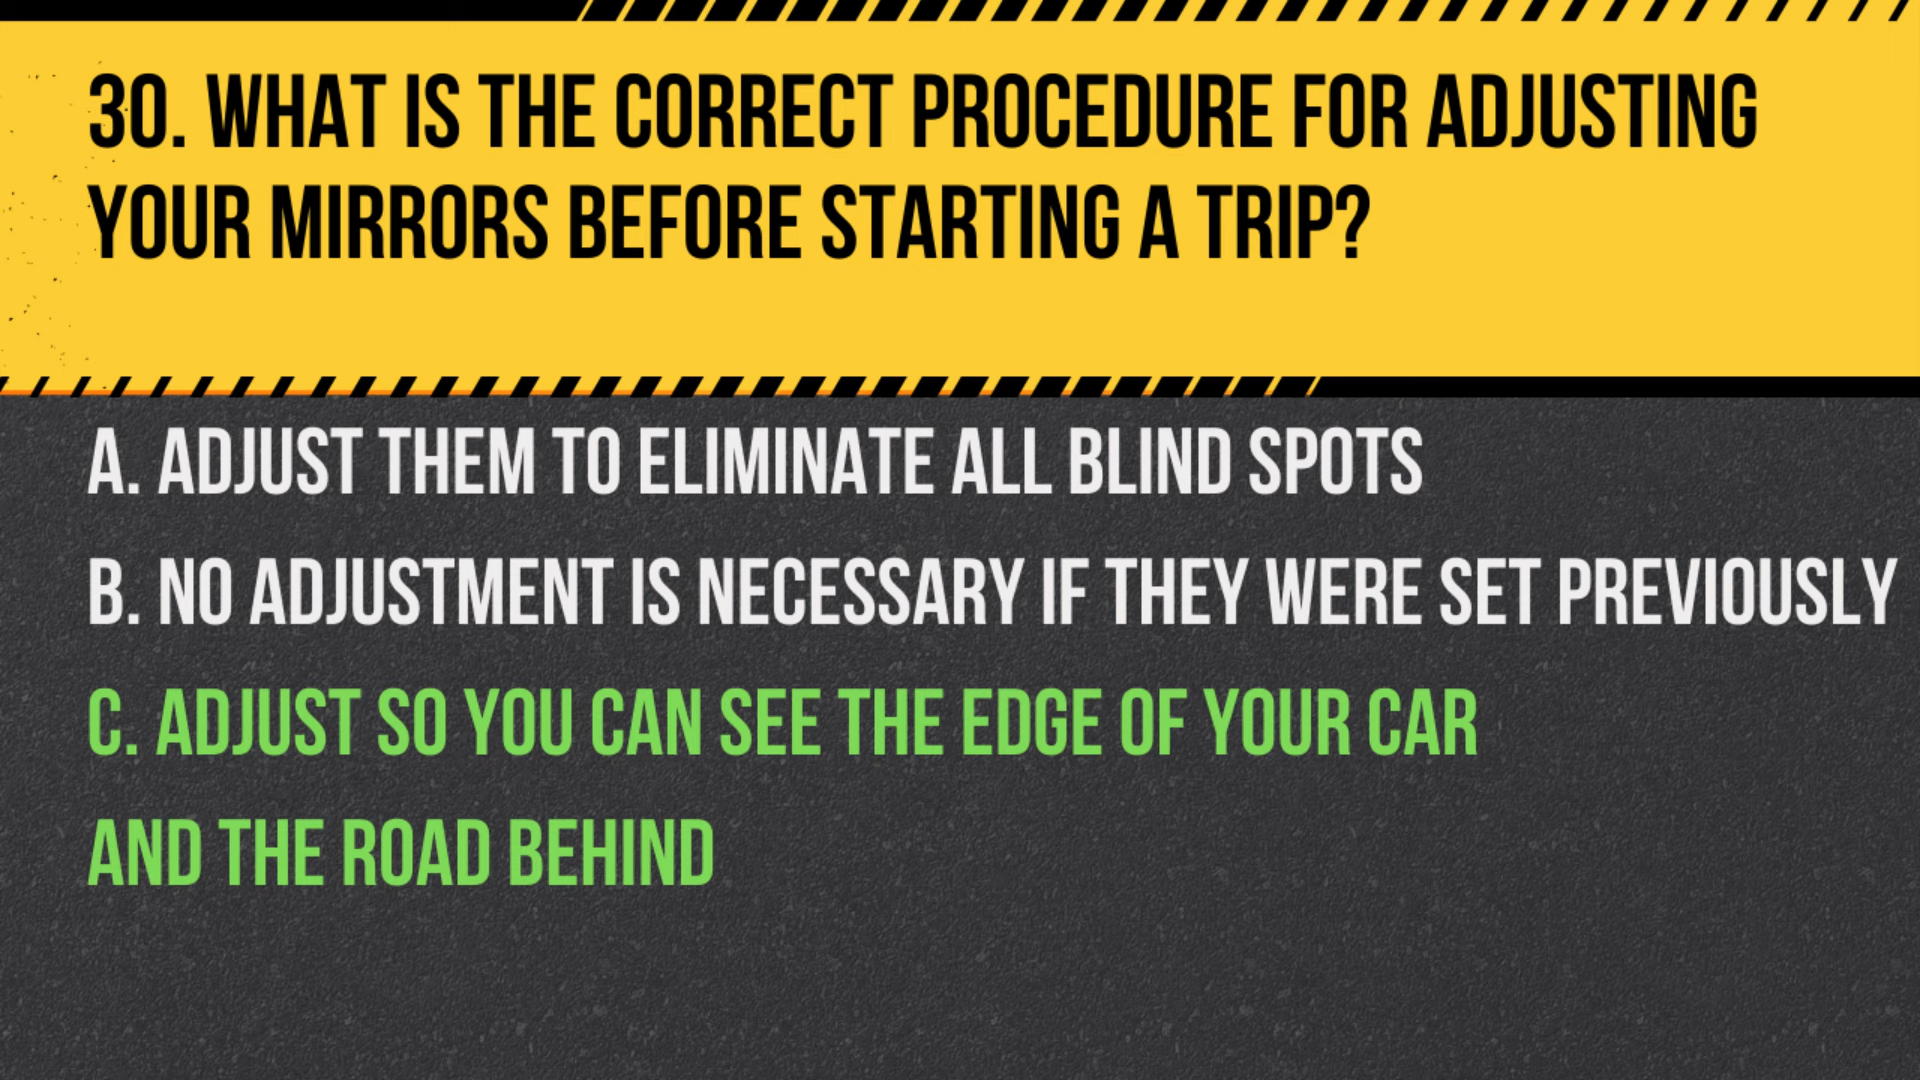 30. WHAT IS THE CORRECT PROCEDURE FOR ADJUSTING
YOUR MIRRORS BEFORE STARTING A TRIP?
A. ADJUST THEM TO ELIMINATE ALL BLIND SPOTS
B. NO ADJUSTMENT IS NECESSARY IF THEY WERE SET PREVIOUSLY
C. ADJUST SO YOU CAN SEE THE EDGE OF YOUR CAR
AND THE ROAD BEHIND